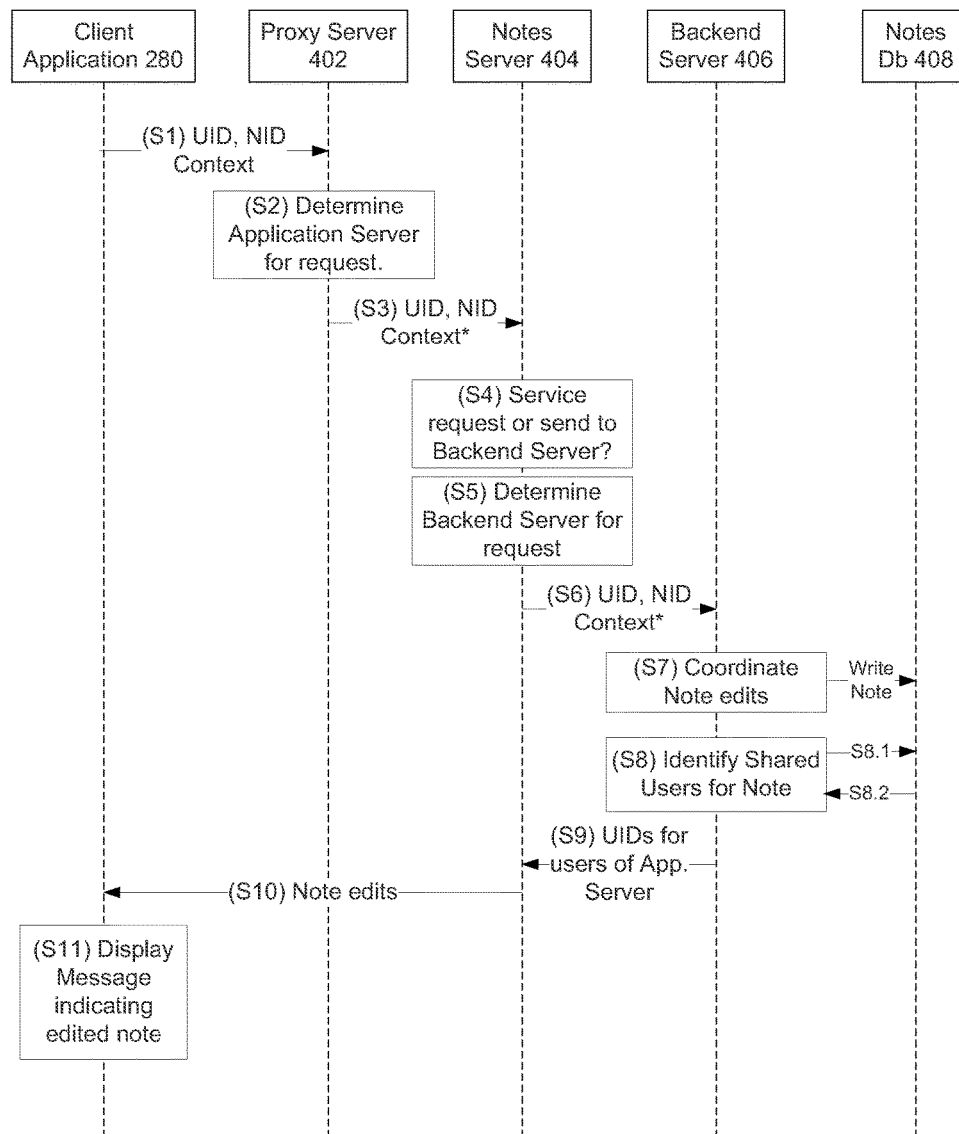 Client
Application 280
Proxy Server
402
Notes
Server 404
Backend
Server 406
Notes
Db 408
(S1) UID, NID
Context
(S2) Determine
Application Server
for request.
(S3) UID, NID
Context*
(S4) Service
request or send to
Backend Server?
(S5) Determine
Backend Server for
request
(S6) UID, NID
Context*
(S7) Coordinate
Note edits
Write
Note
(S8) Identify Shared
Users for Note
S8.1
S8.2
(S9) UIDs for
users of App.
Server
(S10) Note edits
(S11) Display
Message
indicating
edited note